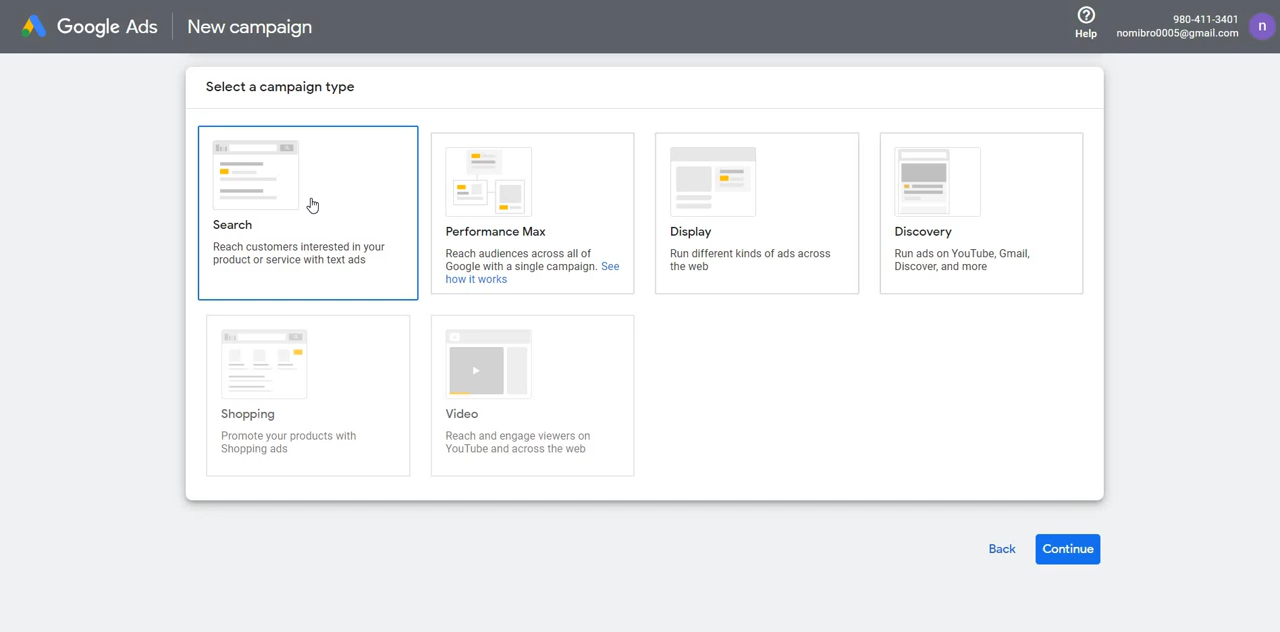 Google Ads
New campaign
Help
980-411-3401
nomibro0005@gmail.com
n
Select a campaign type
Search
Reach customers interested in your
product or service with text ads
Performance Max
Reach audiences across all of
Google with a single campaign. See
how it works
Display
Run different kinds of ads across
the web
Discovery
Run ads on YouTube, Gmail,
Discover, and more
Shopping
Promote your products with
Shopping ads
Video
Reach and engage viewers on
YouTube and across the web
Back
Continue